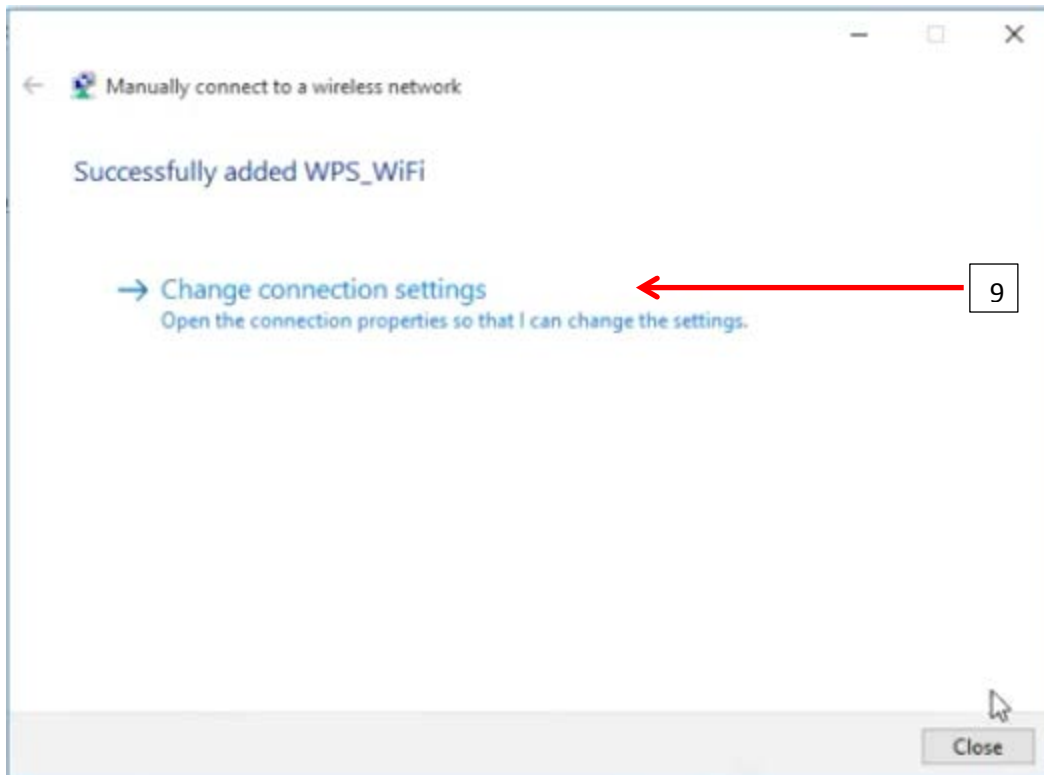 Manually connect to a wireless network
Successfully added WPS_WiFi
Change connection settings
9
Open the connection properties so that I can change the settings.
Close